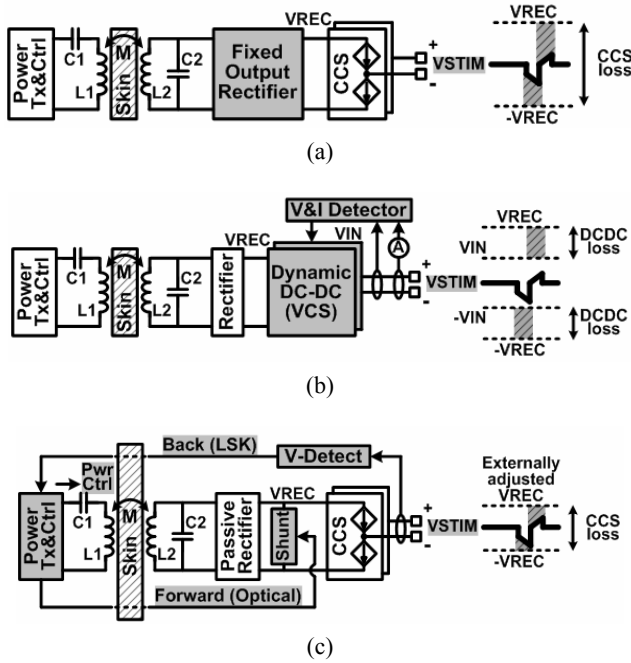 VREC
Power Tx&Ctrl
C1
L1
M
Skin
L2
C2
Fixed Output Rectifier
CCS
+
VSTIM
-
VREC
-VREC
CCS loss
(a)
V&I Detector
VREC
VIN
A
Power Tx&Ctrl
C1
L1
M
Skin
L2
C2
Rectifier
Dynamic DC-DC (VCS)
+
VSTIM
-
VREC
VIN
DCDC loss
-VIN
-VREC
DCDC loss
(b)
Back (LSK)
V-Detect
Pwr Ctrl
Power Tx&Ctrl
C1
L1
M
Skin
L2
C2
Passive Rectifier
VREC
Shunt
CCS
+
VSTIM
-
Externally adjusted
VREC
-VREC
CCS loss
Forward (Optical)
(c)